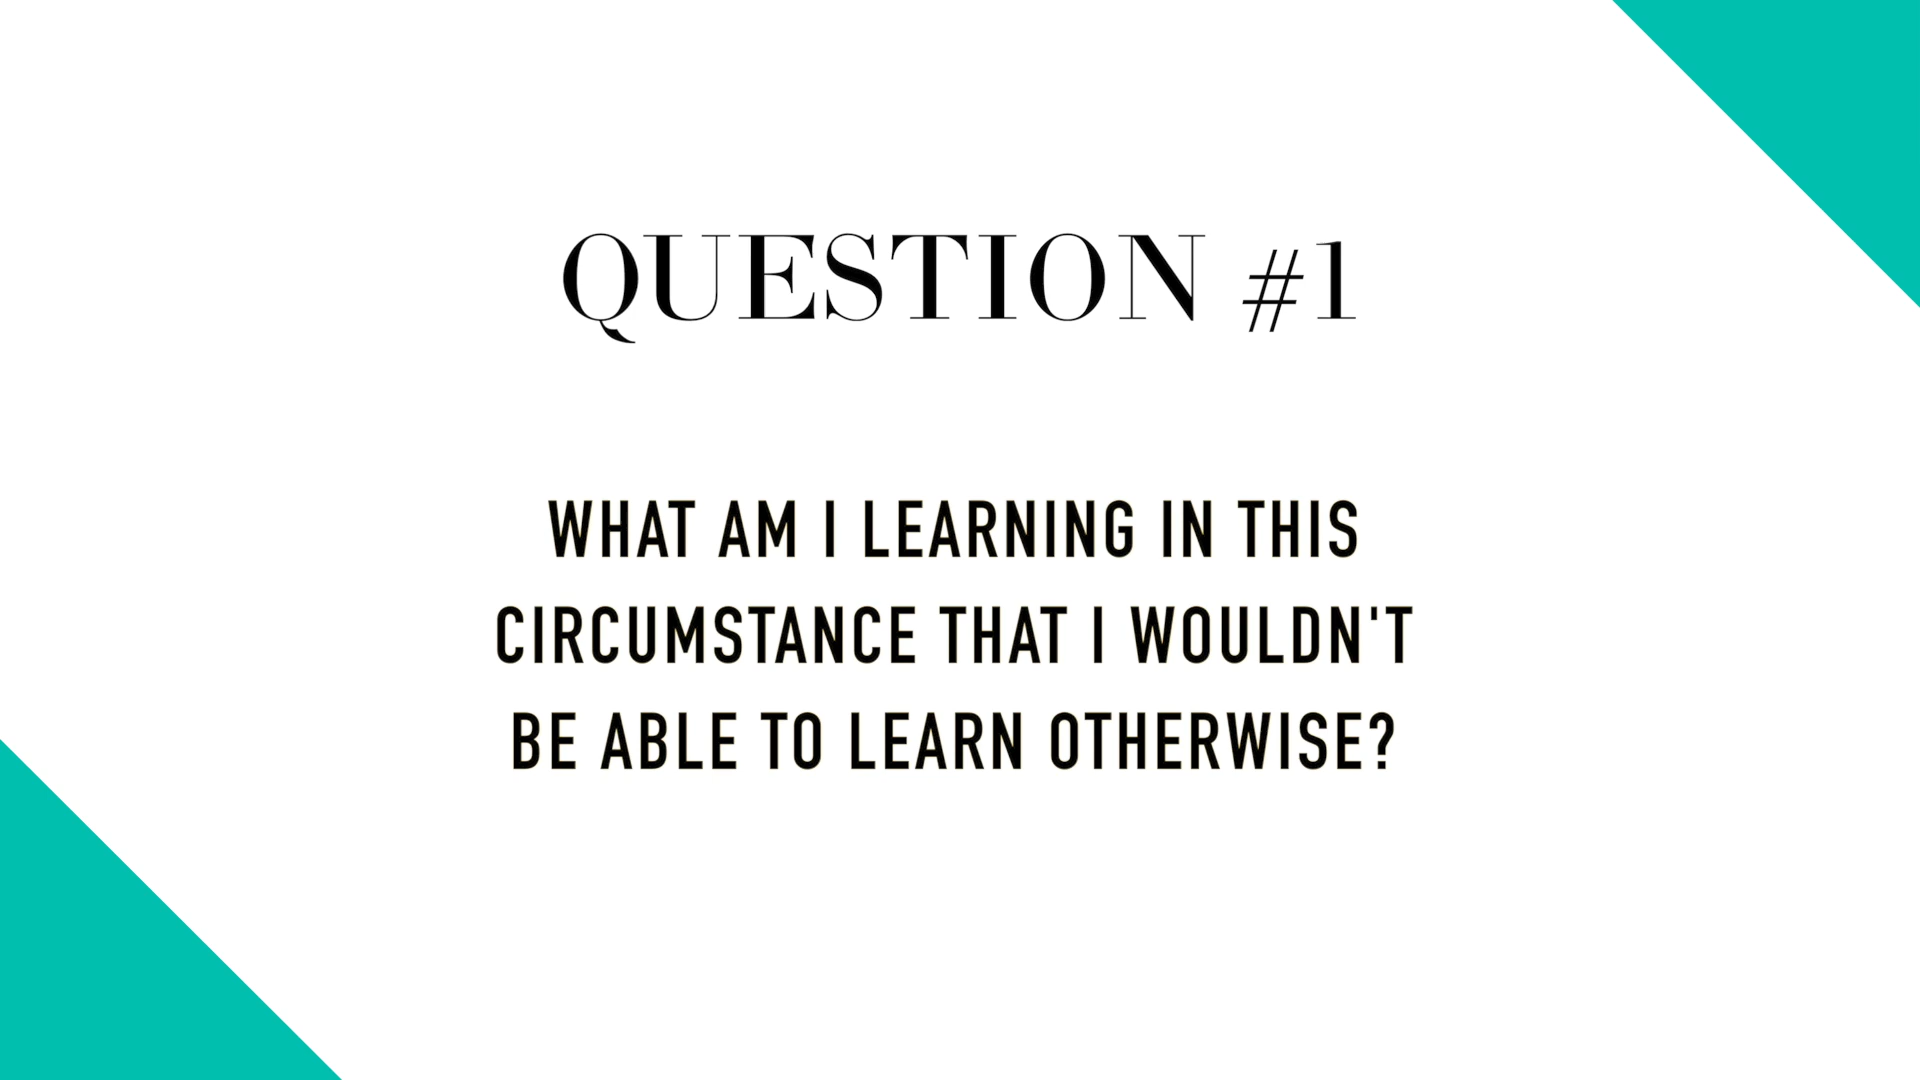 QUESTION #1
WHAT AM I LEARNING IN THIS
CIRCUMSTANCE THAT I WOULDN'T
BE ABLE TO LEARN OTHERWISE?